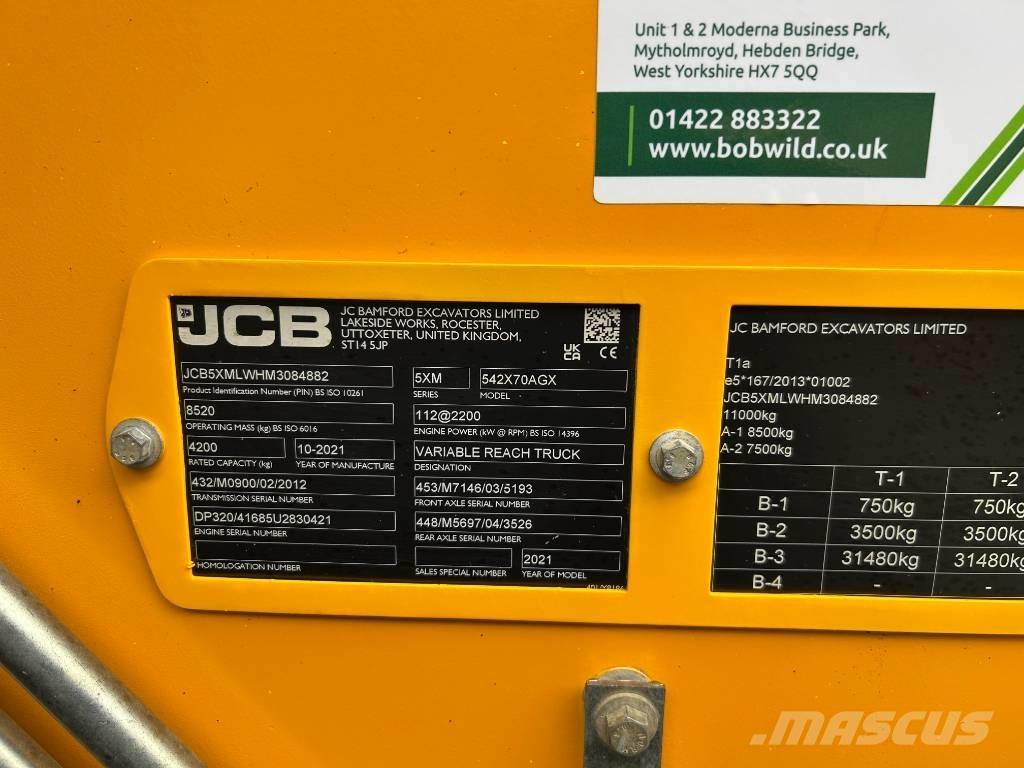 Unit 1 & 2 Moderna Business Park,
Mytholmroyd, Hebden Bridge,
West Yorkshire HX7 5QQ
01422 883322
www.bobwild.co.uk
JCB
JC BAMFORD EXCAVATORS LIMITED
LAKESIDE WORKS, ROCESTER,
UTTOXETER, UNITED KINGDOM,
ST14 5JP
UK
CA
CE
JCB5XMLWHM3084882
Product Identification Number (PIN) BS ISO 10261
5XM
SERIES
542X70AGX
MODEL
8520
OPERATING MASS (kg) BS ISO 6016
112@2200
ENGINE POWER (kW @ RPM) BS ISO 14396
4200
RATED CAPACITY (kg)
10-2021
YEAR OF MANUFACTURE
VARIABLE REACH TRUCK
DESIGNATION
432/M0900/02/2012
TRANSMISSION SERIAL NUMBER
453/M7146/03/5193
FRONT AXLE SERIAL NUMBER
DP320/41685U2830421
ENGINE SERIAL NUMBER
448/M5697/04/3526
REAR AXLE SERIAL NUMBER
HOMOLOGATION NUMBER
SALES SPECIAL NUMBER
2021
YEAR OF MODEL
JC BAMFORD EXCAVATORS LIMITED
T1a
e5*167/2013*01002
JCB5XMLWHM3084882
11000kg
A-1 8500kg
A-2 7500kg
T-1 T-2
B-1 750kg 750kg
B-2 3500kg 3500kg
B-3 31480kg 31480kg
B-4 - -
MASCUS